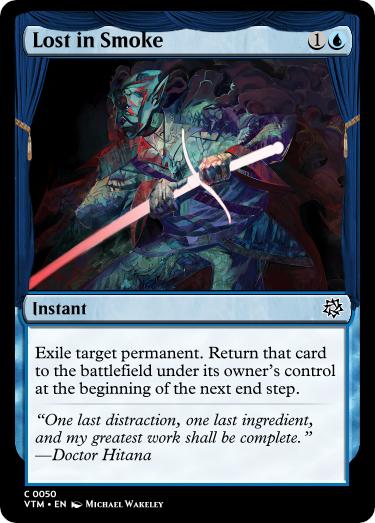 Lost in Smoke 1
Instant
Exile target permanent. Return that card
to the battlefield under its owner's control
at the beginning of the next end step.
"One last distraction, one last ingredient,
and my greatest work shall be complete."
—Doctor Hitana
C 0050
VTM • EN Michael Wakeley